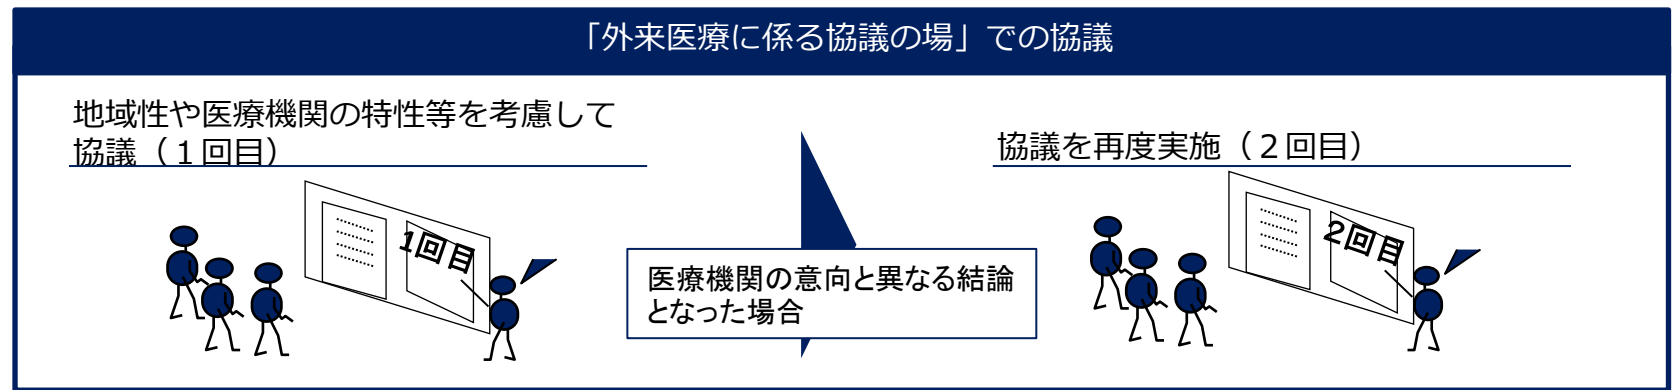 「外来医療に係る協議の場」での協議
地域性や医療機関の特性等を考慮して
協議（１回目）
1回目
医療機関の意向と異なる結論
となった場合
協議を再度実施（２回目）
2回目